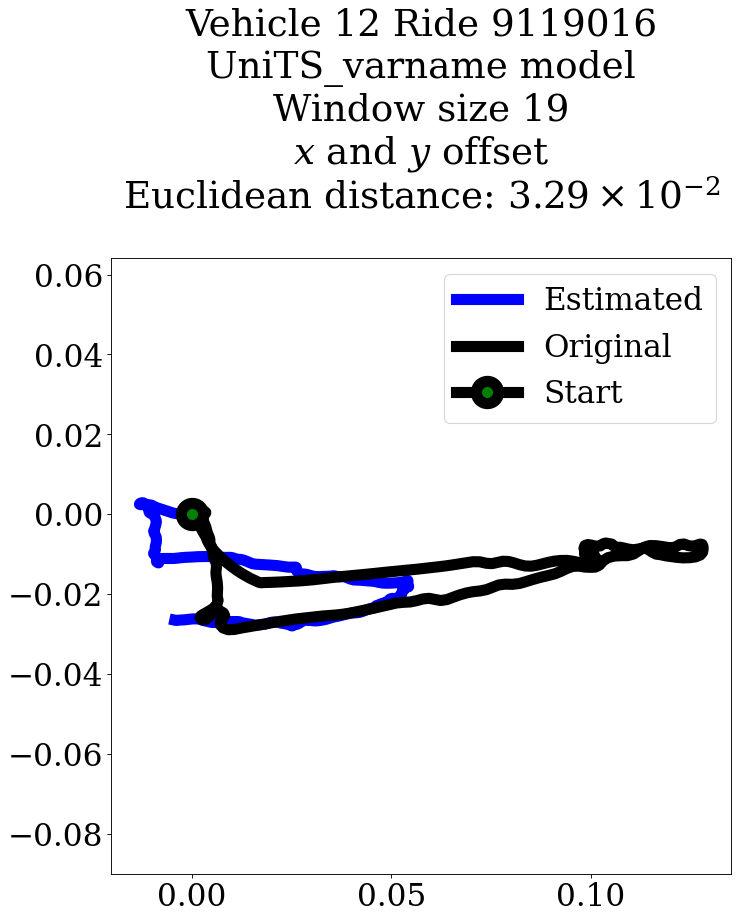 Vehicle 12 Ride 9119016
UniTS_varname model
Window size 19
x and y offset
Euclidean distance: 3.29 × 10⁻²
Estimated
Original
Start
0.06
0.04
0.02
0.00
−0.02
−0.04
−0.06
−0.08
0.00 0.05 0.10